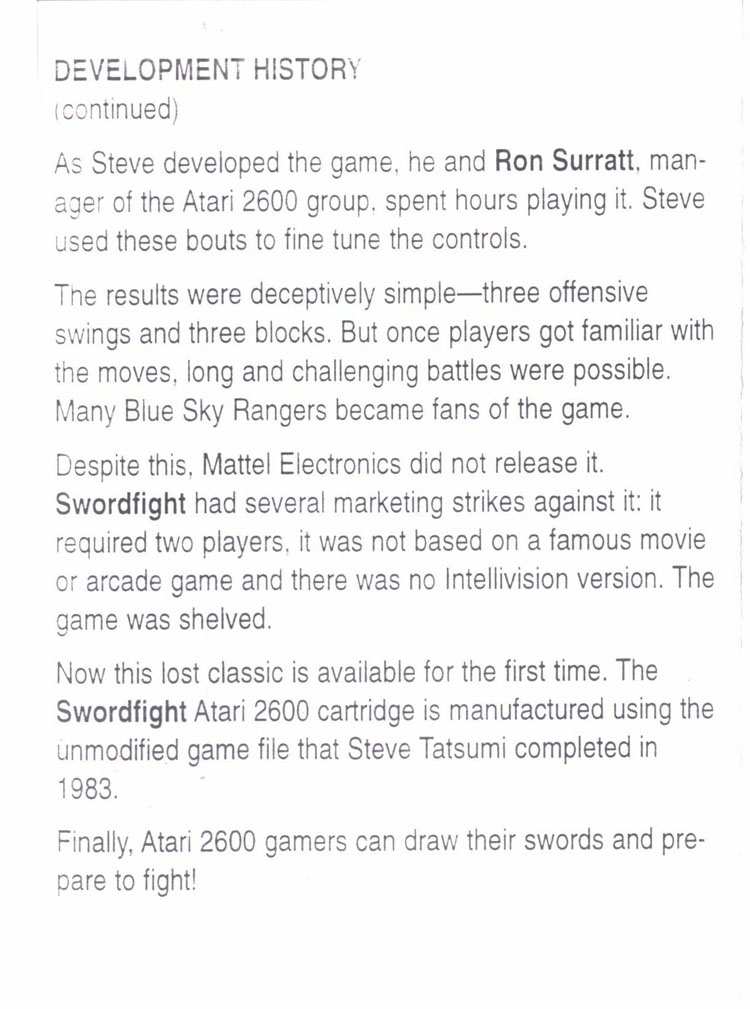 DEVELOPMENT HISTORY
(continued)
As Steve developed the game, he and Ron Surratt, man-
ager of the Atari 2600 group, spent hours playing it. Steve
used these bouts to fine tune the controls.
The results were deceptively simple—three offensive
swings and three blocks. But once players got familiar with
the moves, long and challenging battles were possible.
Many Blue Sky Rangers became fans of the game.
Despite this, Mattel Electronics did not release it.
Swordfight had several marketing strikes against it: it
required two players, it was not based on a famous movie
or arcade game and there was no Intellivision version. The
game was shelved.
Now this lost classic is available for the first time. The
Swordfight Atari 2600 cartridge is manufactured using the
unmodified game file that Steve Tatsumi completed in
1983.
Finally, Atari 2600 gamers can draw their swords and pre-
pare to fight!